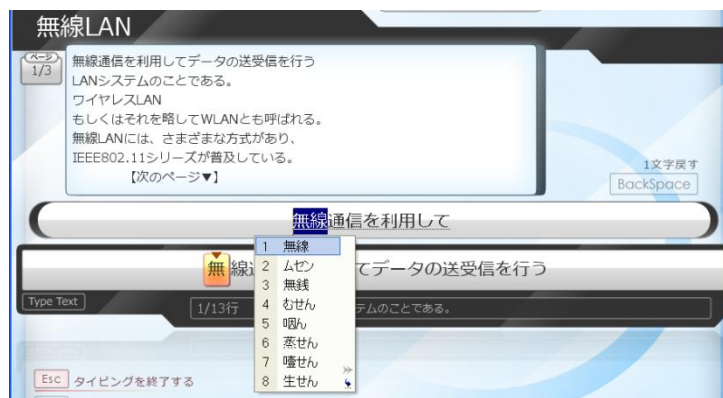 無線LAN
ページ
1/3
無線通信を利用してデータの送受信を行う
LANシステムのことである。
ワイヤレスLAN
もしくはそれを略してWLANとも呼ばれる。
無線LANには、さまざまな方式があり、
IEEE802.11シリーズが普及している。
【次のページ▼】
1文字戻す
BackSpace
無線通信を利用して
無線 てデータの送受信を行う
Type Text
1/13行 テムのことである。
1 無線
2 ムセン
3 無銭
4 むせん
5 咽ん
6 蒸せん
7 噎せん
8 生せん
Esc タイピングを終了する